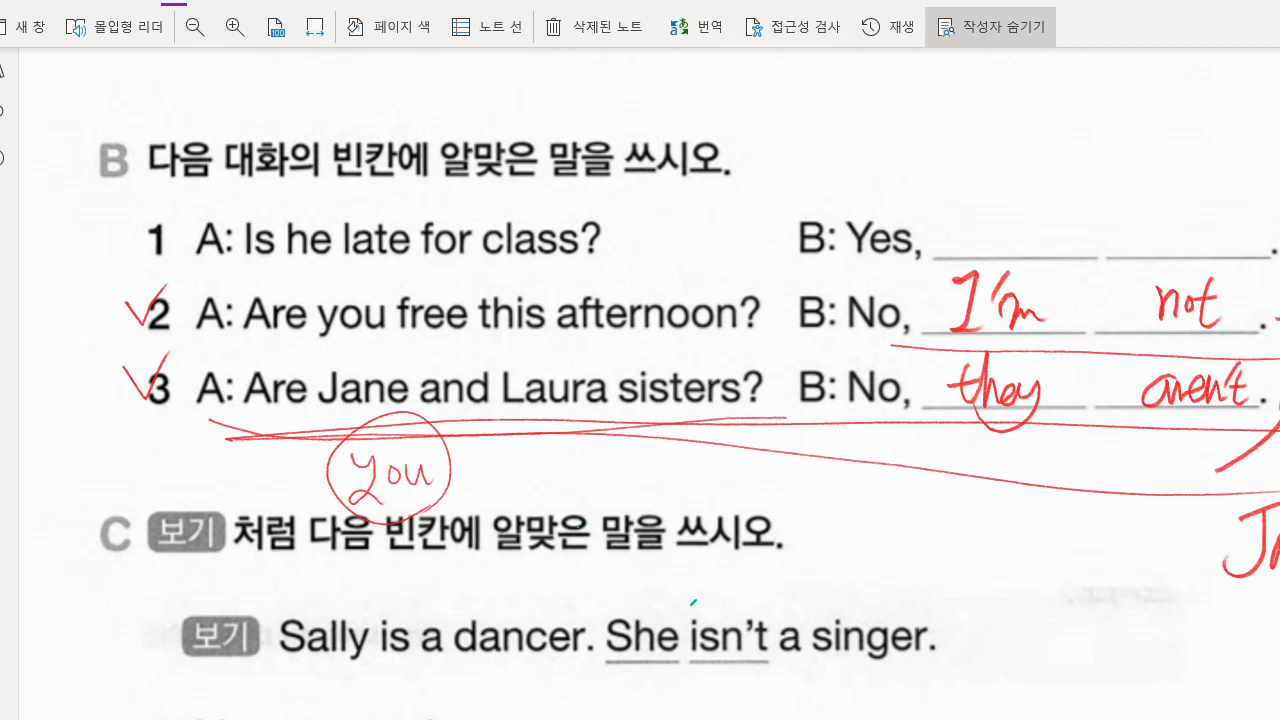 새 창 몰입형 리더 100 페이지 색 노트 선 삭제된 노트 번역 접근성 검사 재생 작성자 숨기기
B 다음 대화의 빈칸에 알맞은 말을 쓰시오.
1 A: Is he late for class? B: Yes, ____ ____.
2 A: Are you free this afternoon? B: No, I'm not.
3 A: Are Jane and Laura sisters? B: No, they aren't.
you
C 보기 처럼 다음 빈칸에 알맞은 말을 쓰시오.
보기 Sally is a dancer. She isn't a singer.